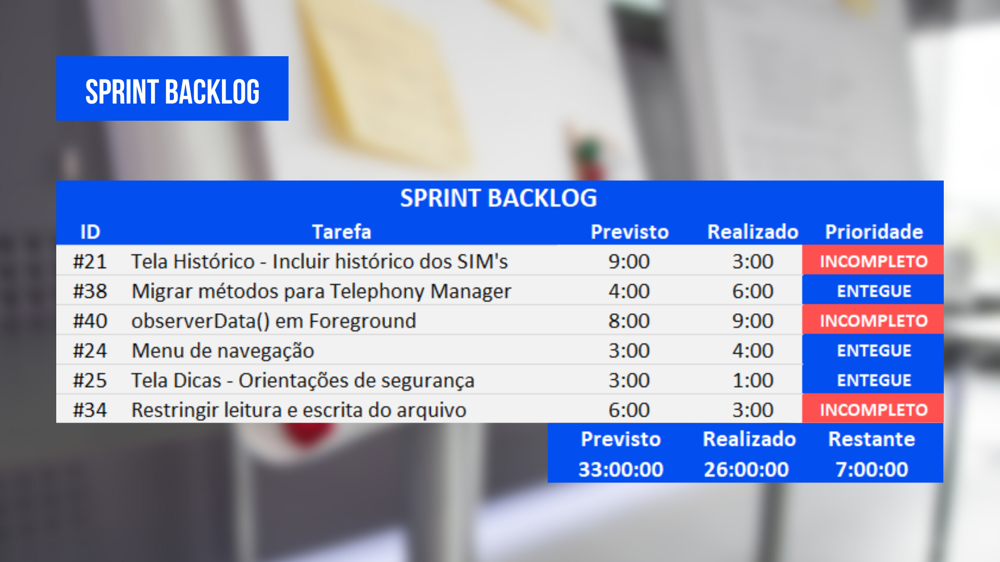 SPRINT BACKLOG
SPRINT BACKLOG
ID Tarefa Previsto Realizado Prioridade
#21 Tela Histórico - Incluir histórico dos SIM's 9:00 3:00 INCOMPLETO
#38 Migrar métodos para Telephony Manager 4:00 6:00 ENTEGUE
#40 observerData() em Foreground 8:00 9:00 INCOMPLETO
#24 Menu de navegação 3:00 4:00 ENTEGUE
#25 Tela Dicas - Orientações de segurança 3:00 1:00 ENTEGUE
#34 Restringir leitura e escrita do arquivo 6:00 3:00 INCOMPLETO
Previsto Realizado Restante
33:00:00 26:00:00 7:00:00